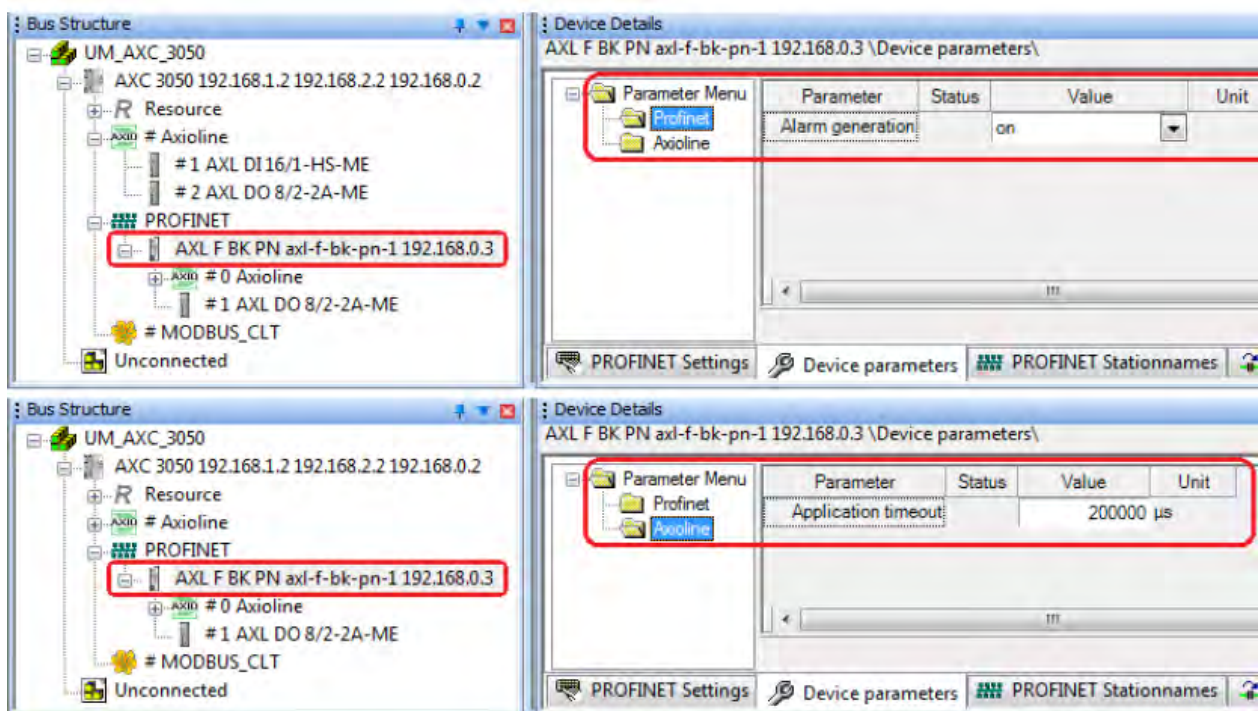 Bus Structure
UM_AXC_3050
AXC 3050 192.168.1.2 192.168.2.2 192.168.0.2
R Resource
AXIO # Axioline
#1 AXL DI 16/1-HS-ME
#2 AXL DO 8/2-2A-ME
PROFINET
AXL F BK PN axl-f-bk-pn-1 192.168.0.3
AXIO #0 Axioline
#1 AXL DO 8/2-2A-ME
# MODBUS_CLT
Unconnected
Device Details
AXL F BK PN axl-f-bk-pn-1 192.168.0.3 \Device parameters\
Parameter Menu
Profinet
Axioline
Parameter Status Value Unit
Alarm generation on
PROFINET Settings Device parameters PROFINET Stationnames
Bus Structure
UM_AXC_3050
AXC 3050 192.168.1.2 192.168.2.2 192.168.0.2
R Resource
AXIO # Axioline
PROFINET
AXL F BK PN axl-f-bk-pn-1 192.168.0.3
AXIO #0 Axioline
#1 AXL DO 8/2-2A-ME
# MODBUS_CLT
Unconnected
Device Details
AXL F BK PN axl-f-bk-pn-1 192.168.0.3 \Device parameters\
Parameter Menu
Profinet
Axioline
Parameter Status Value Unit
Application timeout 200000 µs
PROFINET Settings Device parameters PROFINET Stationnames